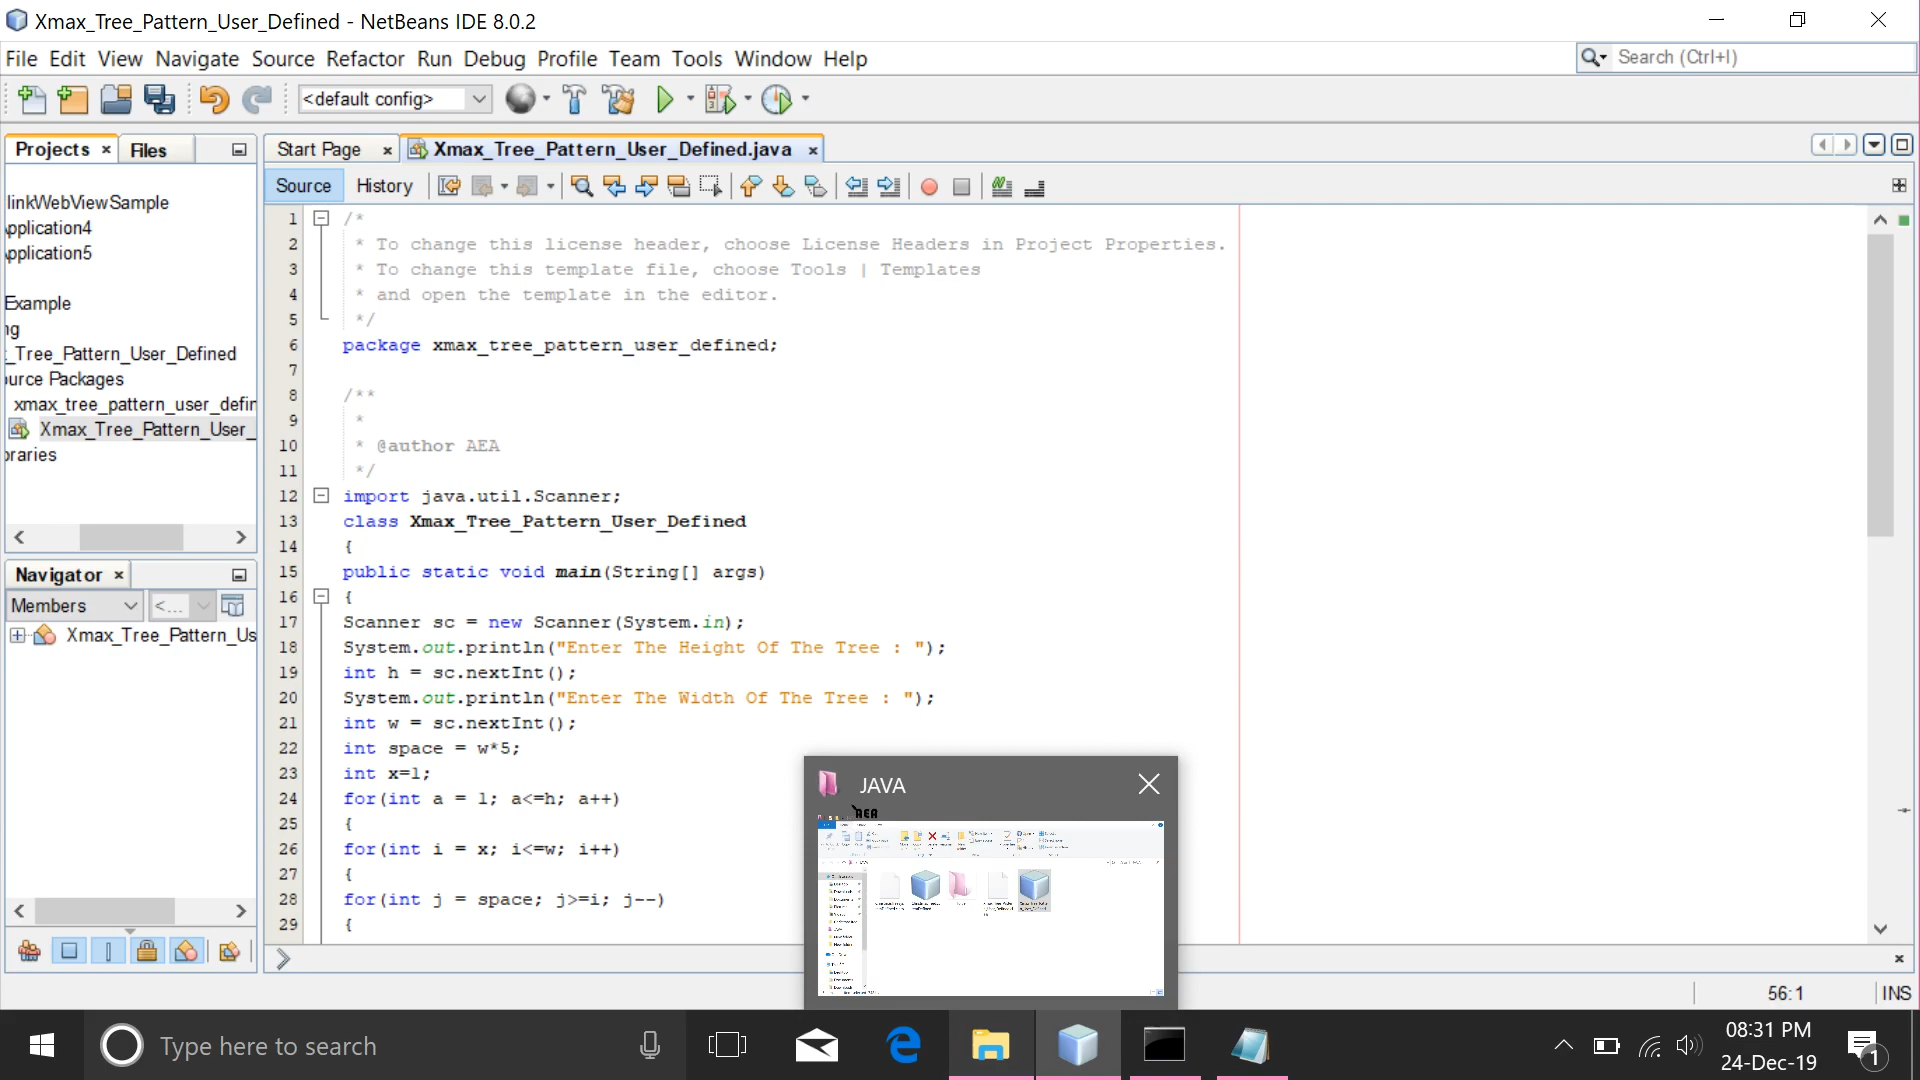 Xmax_Tree_Pattern_User_Defined - NetBeans IDE 8.0.2
File Edit View Navigate Source Refactor Run Debug Profile Team Tools Window Help
Search (Ctrl+I)
<default config>
Projects Files
Start Page Xmax_Tree_Pattern_User_Defined.java
Source History
linkWebViewSample
Application4
Application5
Example
ng
_Tree_Pattern_User_Defined
urce Packages
xmax_tree_pattern_user_defin
Xmax_Tree_Pattern_User_
raries
Navigator
Members <...
Xmax_Tree_Pattern_Us
1 /*
2 * To change this license header, choose License Headers in Project Properties.
3 * To change this template file, choose Tools | Templates
4 * and open the template in the editor.
5 */
6 package xmax_tree_pattern_user_defined;
7
8 /**
9 *
10 * @author AEA
11 */
12 import java.util.Scanner;
13 class Xmax_Tree_Pattern_User_Defined
14 {
15 public static void main(String[] args)
16 {
17 Scanner sc = new Scanner(System.in);
18 System.out.println("Enter The Height Of The Tree : ");
19 int h = sc.nextInt();
20 System.out.println("Enter The Width Of The Tree : ");
21 int w = sc.nextInt();
22 int space = w*5;
23 int x=1;
24 for(int a = 1; a<=h; a++)
25 {
26 for(int i = x; i<=w; i++)
27 {
28 for(int j = space; j>=i; j--)
29 {
JAVA
AEA
56:1 INS
Type here to search
08:31 PM
24-Dec-19
1